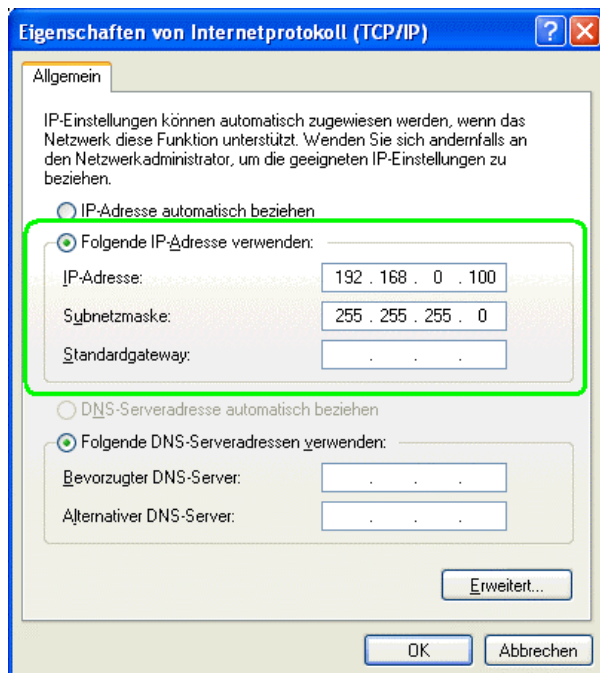 Eigenschaften von Internetprotokoll (TCP/IP)
?
Allgemein
IP-Einstellungen können automatisch zugewiesen werden, wenn das
Netzwerk diese Funktion unterstützt. Wenden Sie sich andernfalls an
den Netzwerkadministrator, um die geeigneten IP-Einstellungen zu
beziehen.
IP-Adresse automatisch beziehen
Folgende IP-Adresse verwenden:
IP-Adresse: 192 . 168 . 0 . 100
Subnetzmaske: 255 . 255 . 255 . 0
Standardgateway: . . .
DNS-Serveradresse automatisch beziehen
Folgende DNS-Serveradressen verwenden:
Bevorzugter DNS-Server: . . .
Alternativer DNS-Server: . . .
Erweitert...
OK Abbrechen